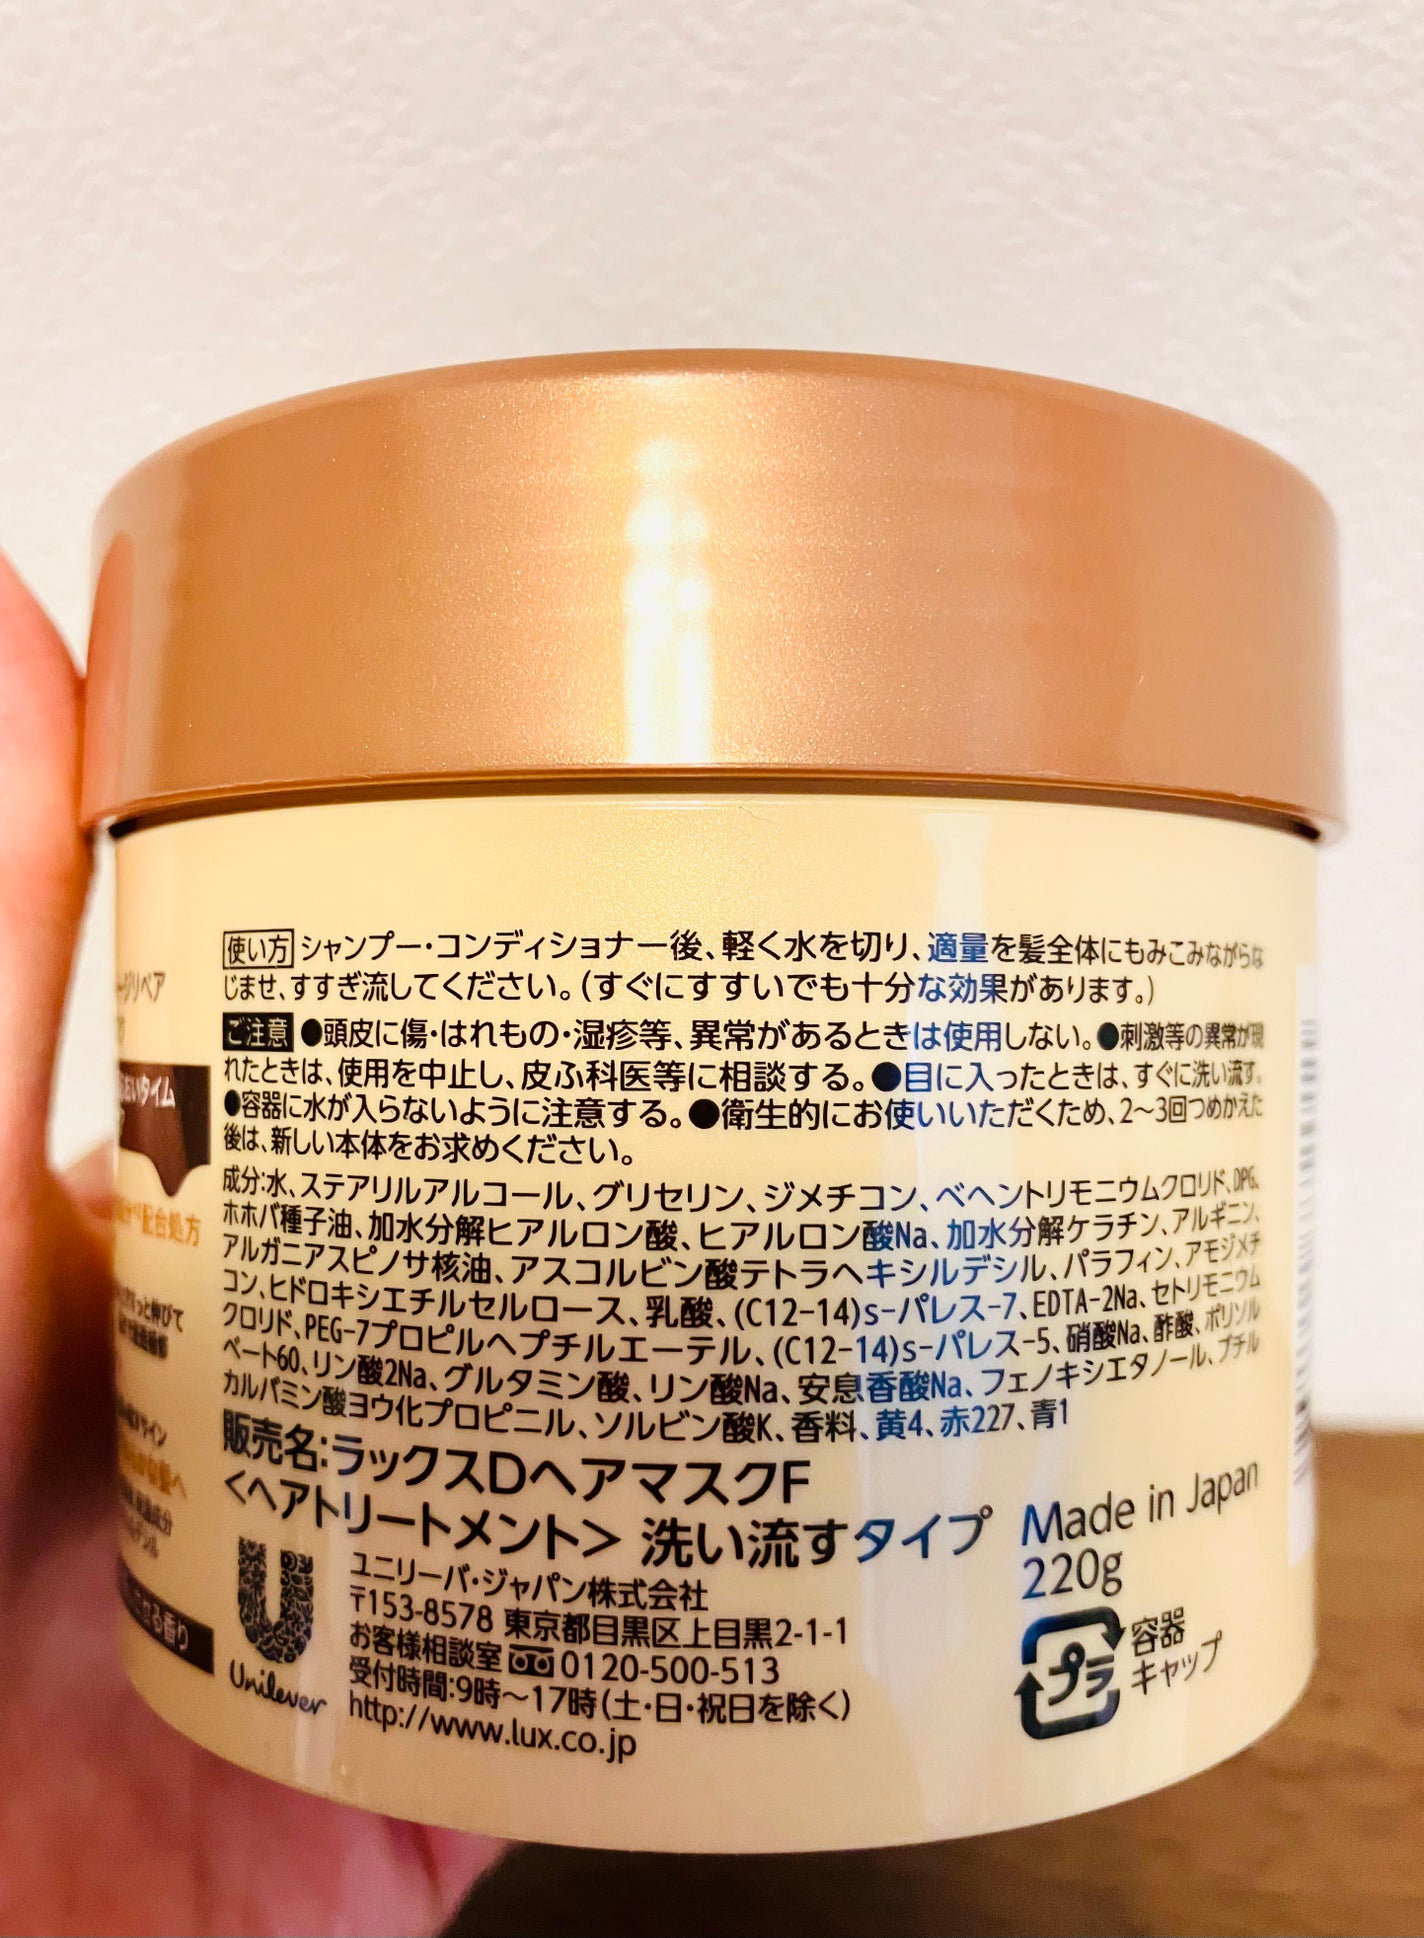 使い方 シャンプー・コンディショナー後、軽く水を切り、適量を髪全体にもみこみながらな
じませ、すすぎ流してください。(すぐにすすいでも十分な効果があります。)
ご注意 ●頭皮に傷・はれもの・湿疹等、異常があるときは使用しない。●刺激等の異常が現
れたときは、使用を中止し、皮ふ科医等に相談する。●目に入ったときは、すぐに洗い流す。
●容器に水が入らないように注意する。●衛生的にお使いいただくため、2〜3回つめかえた
後は、新しい本体をお求めください。
成分:水、ステアリルアルコール、グリセリン、ジメチコン、ベヘントリモニウムクロリド、DPG、
ホホバ種子油、加水分解ヒアルロン酸、ヒアルロン酸Na、加水分解ケラチン、アルギニン、
アルガニアスピノサ核油、アスコルビン酸テトラヘキシルデシル、パラフィン、アモジメチ
コン、ヒドロキシエチルセルロース、乳酸、(C12-14)s-パレス-7、EDTA-2Na、セトリモニウム
クロリド、PEG-7プロピルヘプチルエーテル、(C12-14)s-パレス-5、硝酸Na、酢酸、ポリソル
ベート60、リン酸2Na、グルタミン酸、リン酸Na、安息香酸Na、フェノキシエタノール、ブチル
カルバミン酸ヨウ化プロピニル、ソルビン酸K、香料、黄4、赤227、青1
販売名:ラックスDヘアマスクF
<ヘアトリートメント> 洗い流すタイプ
Made in Japan
220g
プラ
容器
キャップ
Unilever
ユニリーバ・ジャパン株式会社
〒153-8578 東京都目黒区上目黒2-1-1
お客様相談室 0120-500-513
受付時間:9時〜17時(土・日・祝日を除く)
http://www.lux.co.jp
リペア
タイム
配合処方
香り